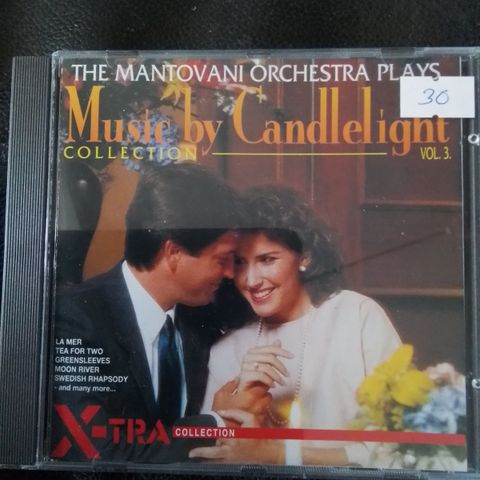 THE MANTOVANI ORCHESTRA PLAYS
30
Music by Candlelight
COLLECTION VOL. 3.
LA MER
TEA FOR TWO
GREENSLEEVES
MOON RIVER
SWEDISH RHAPSODY
- and many more...
X-TRA COLLECTION